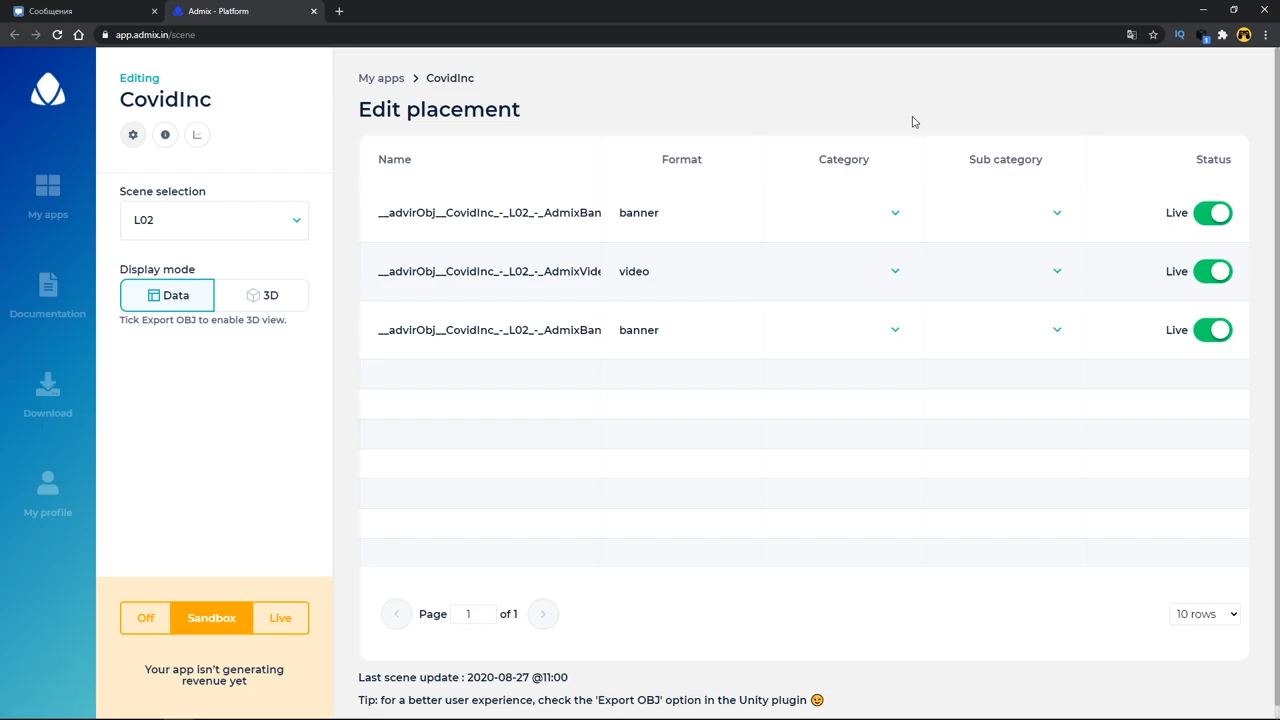 Сообщения
Admix - Platform
app.admix.in/scene
My apps
Documentation
Download
My profile
Editing
CovidInc
Scene selection
L02
Display mode
Data
3D
Tick Export OBJ to enable 3D view.
Off
Sandbox
Live
Your app isn't generating
revenue yet
My apps > CovidInc
Edit placement
Name Format Category Sub category Status
__advirObj__CovidInc_-_L02_-_AdmixBan banner Live
__advirObj__CovidInc_-_L02_-_AdmixVide video Live
__advirObj__CovidInc_-_L02_-_AdmixBan banner Live
Page 1 of 1
10 rows
Last scene update : 2020-08-27 @11:00
Tip: for a better user experience, check the 'Export OBJ' option in the Unity plugin 😉